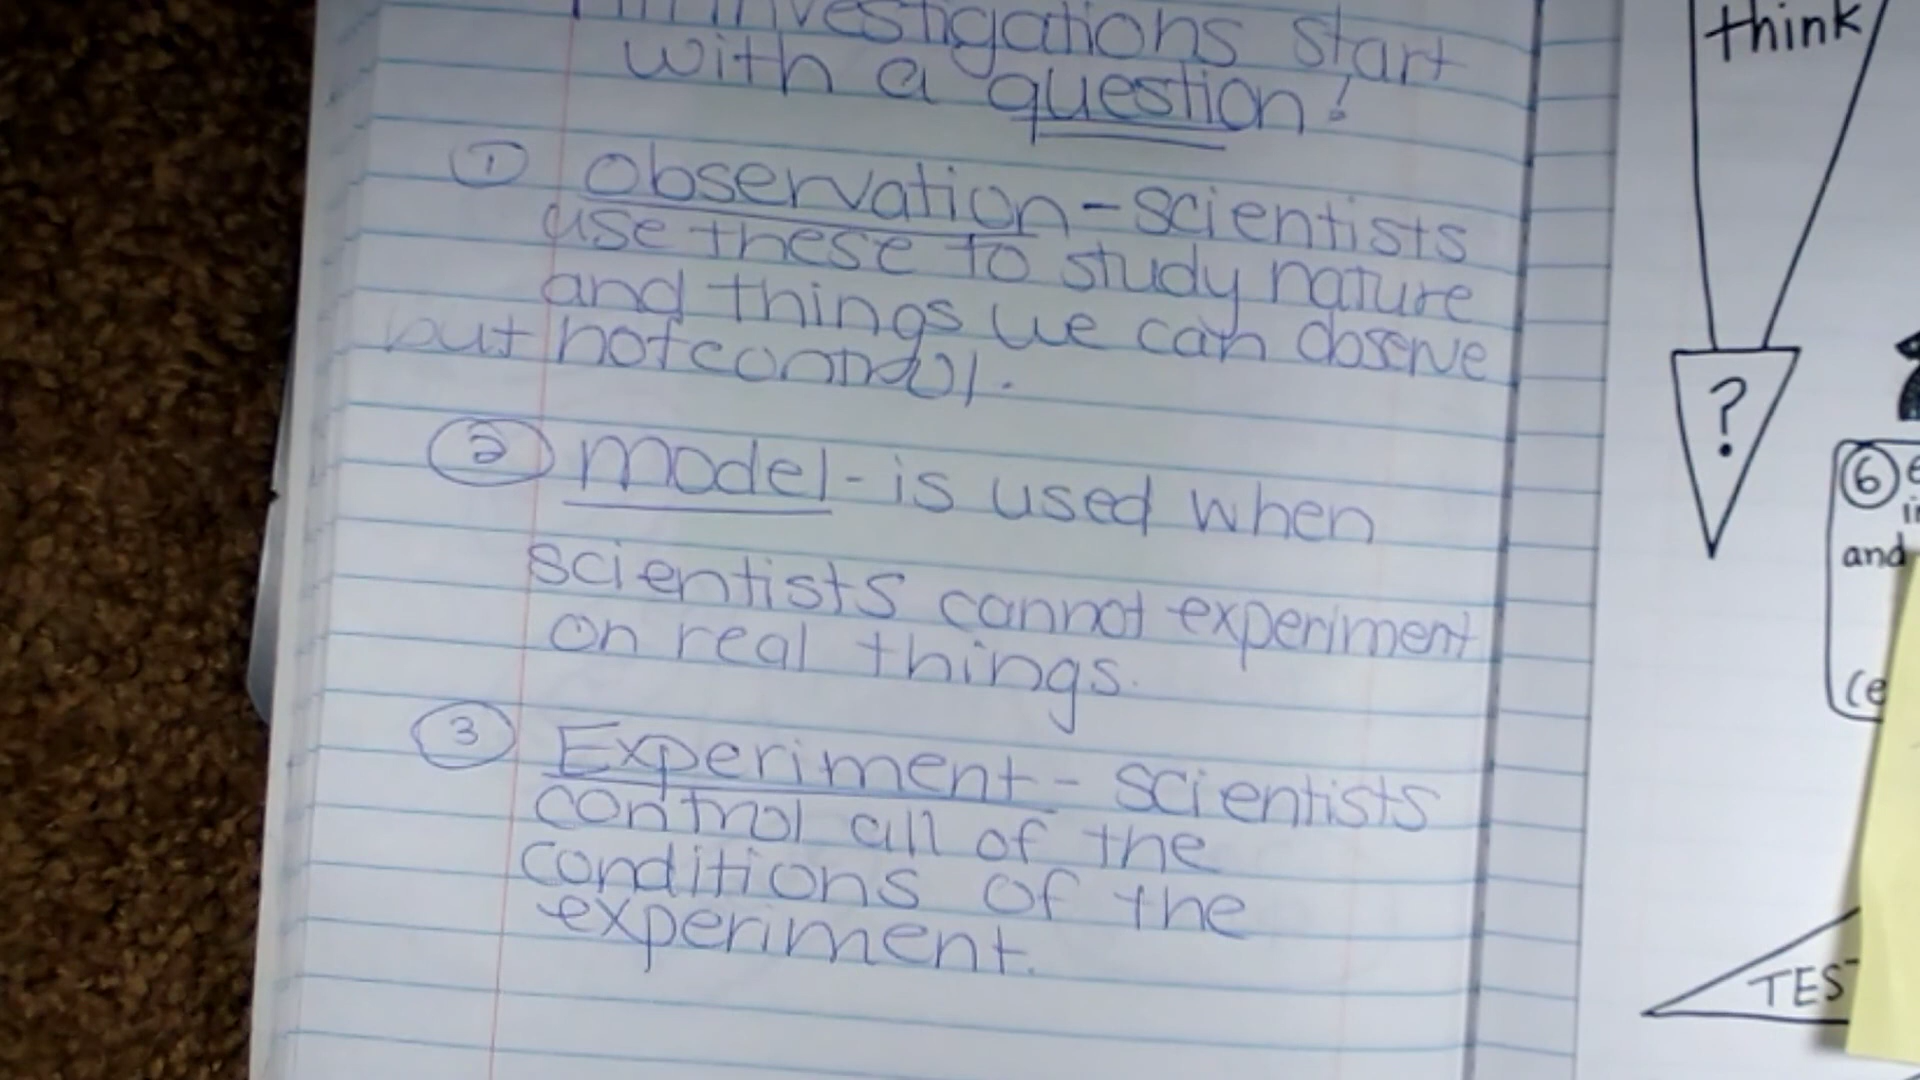 investigations start
with a question!
① Observation - scientists
use these to study nature
and things we can observe
but not control.
② Model - is used when
scientists cannot experiment
on real things.
③ Experiment - scientists
control all of the
conditions of the
experiment.
think
?
⑥
and
TES